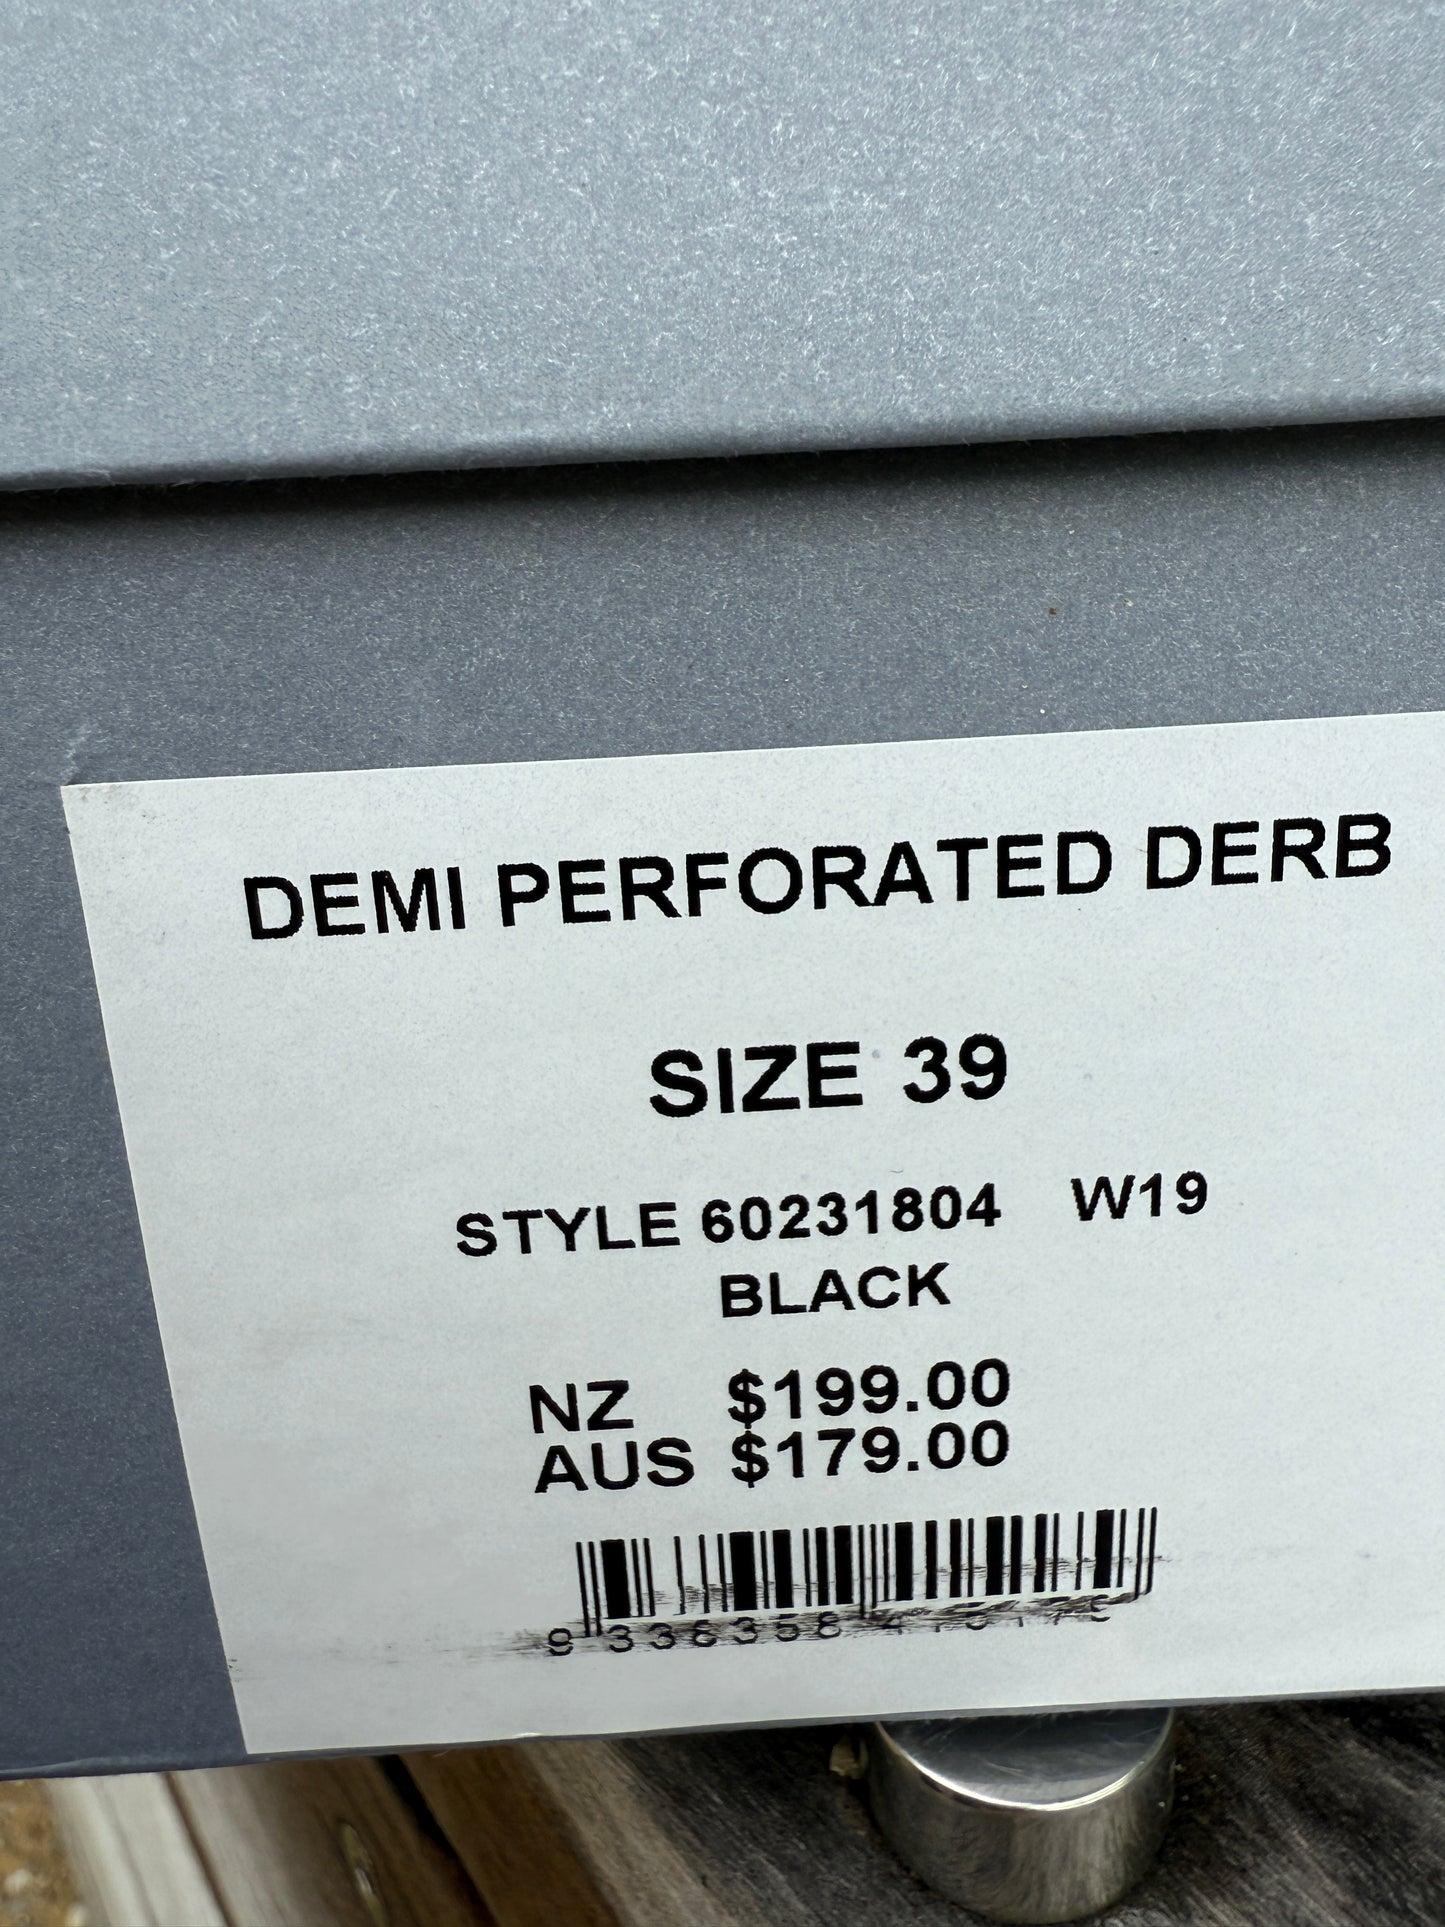 DEMI PERFORATED DERB
SIZE 39
STYLE 60231804 W19
BLACK
NZ $199.00
AUS $179.00